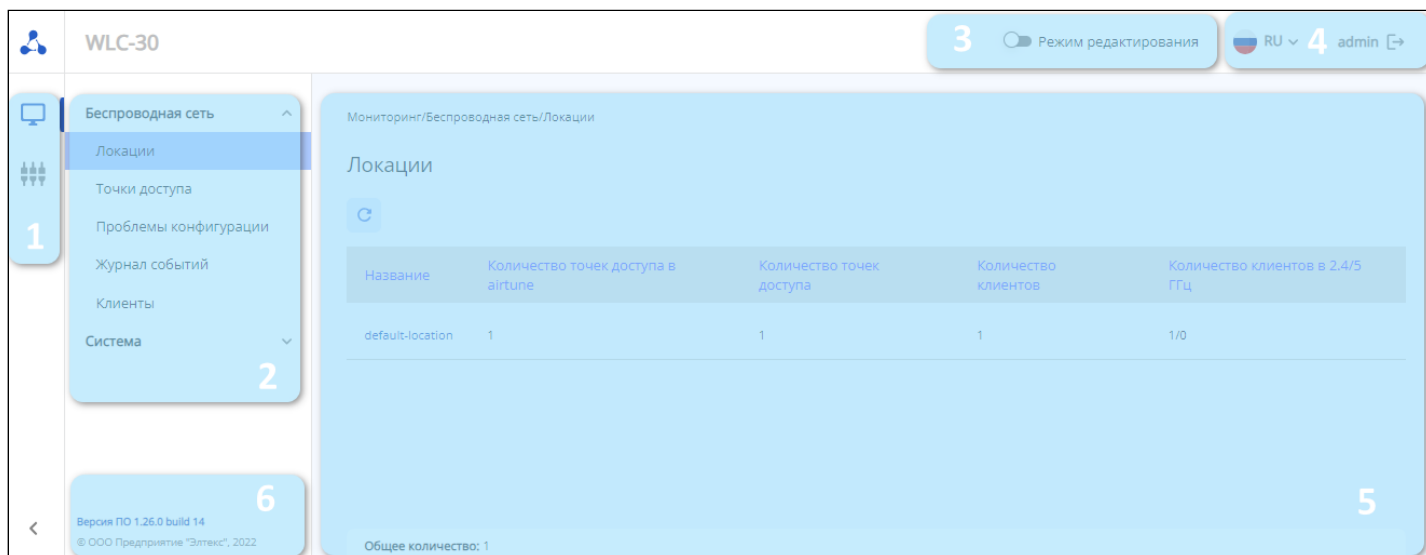 WLC-30
3
Режим редактирования
RU
4
admin
1
Беспроводная сеть
Локации
Точки доступа
Проблемы конфигурации
Журнал событий
Клиенты
Система
2
6
Версия ПО 1.26.0 build 14
© ООО Предприятие "Элтекс", 2022
Мониторинг/Беспроводная сеть/Локации
Локации
Название
Количество точек доступа в
airtune
Количество точек
доступа
Количество
клиентов
Количество клиентов в 2.4/5
ГГц
default-location 1 1 1 1/0
5
Общее количество: 1